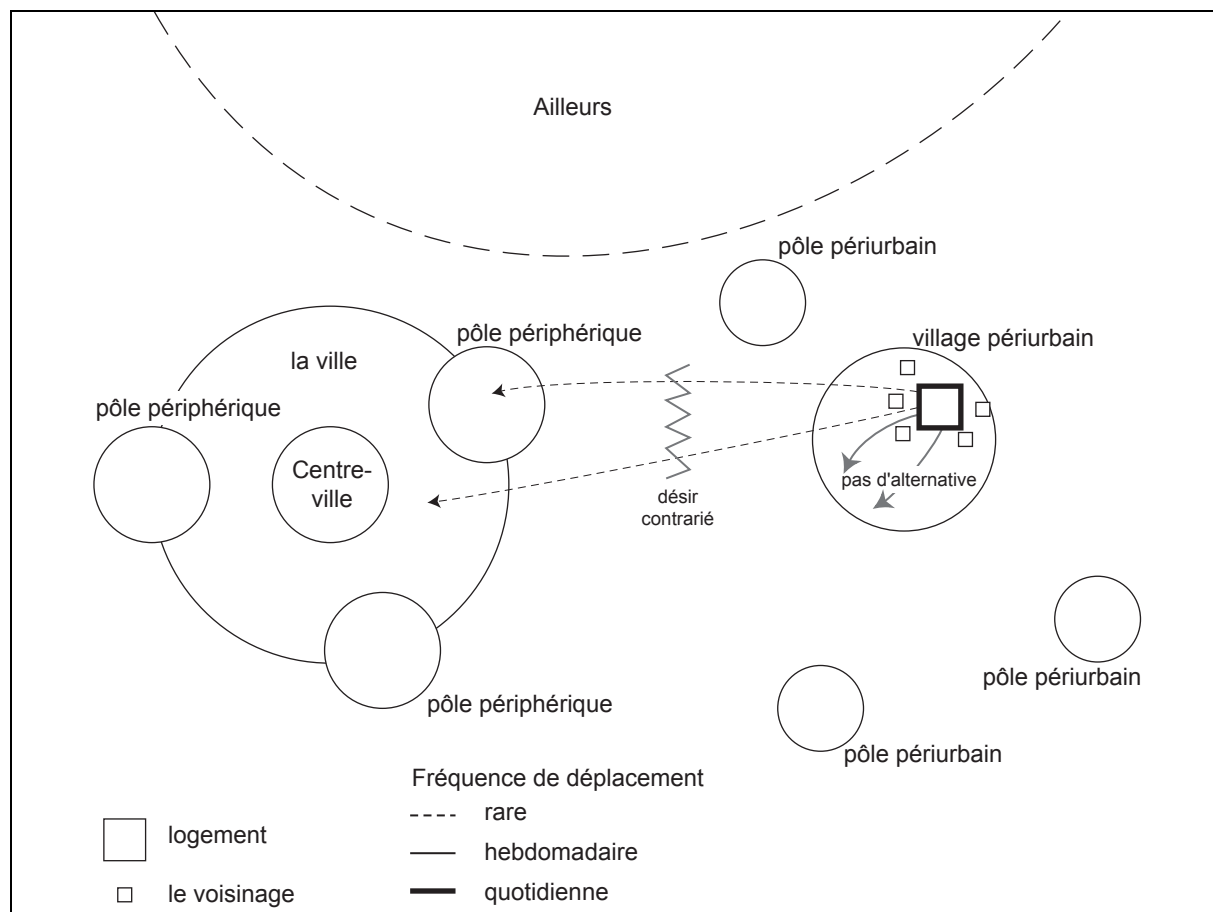 Ailleurs
pôle périurbain
pôle périphérique
village périurbain
la ville
pôle périphérique
Centre-
ville
pas d'alternative
désir
contrarié
pôle périurbain
pôle périphérique
pôle périurbain
Fréquence de déplacement
rare
logement
hebdomadaire
le voisinage
quotidienne